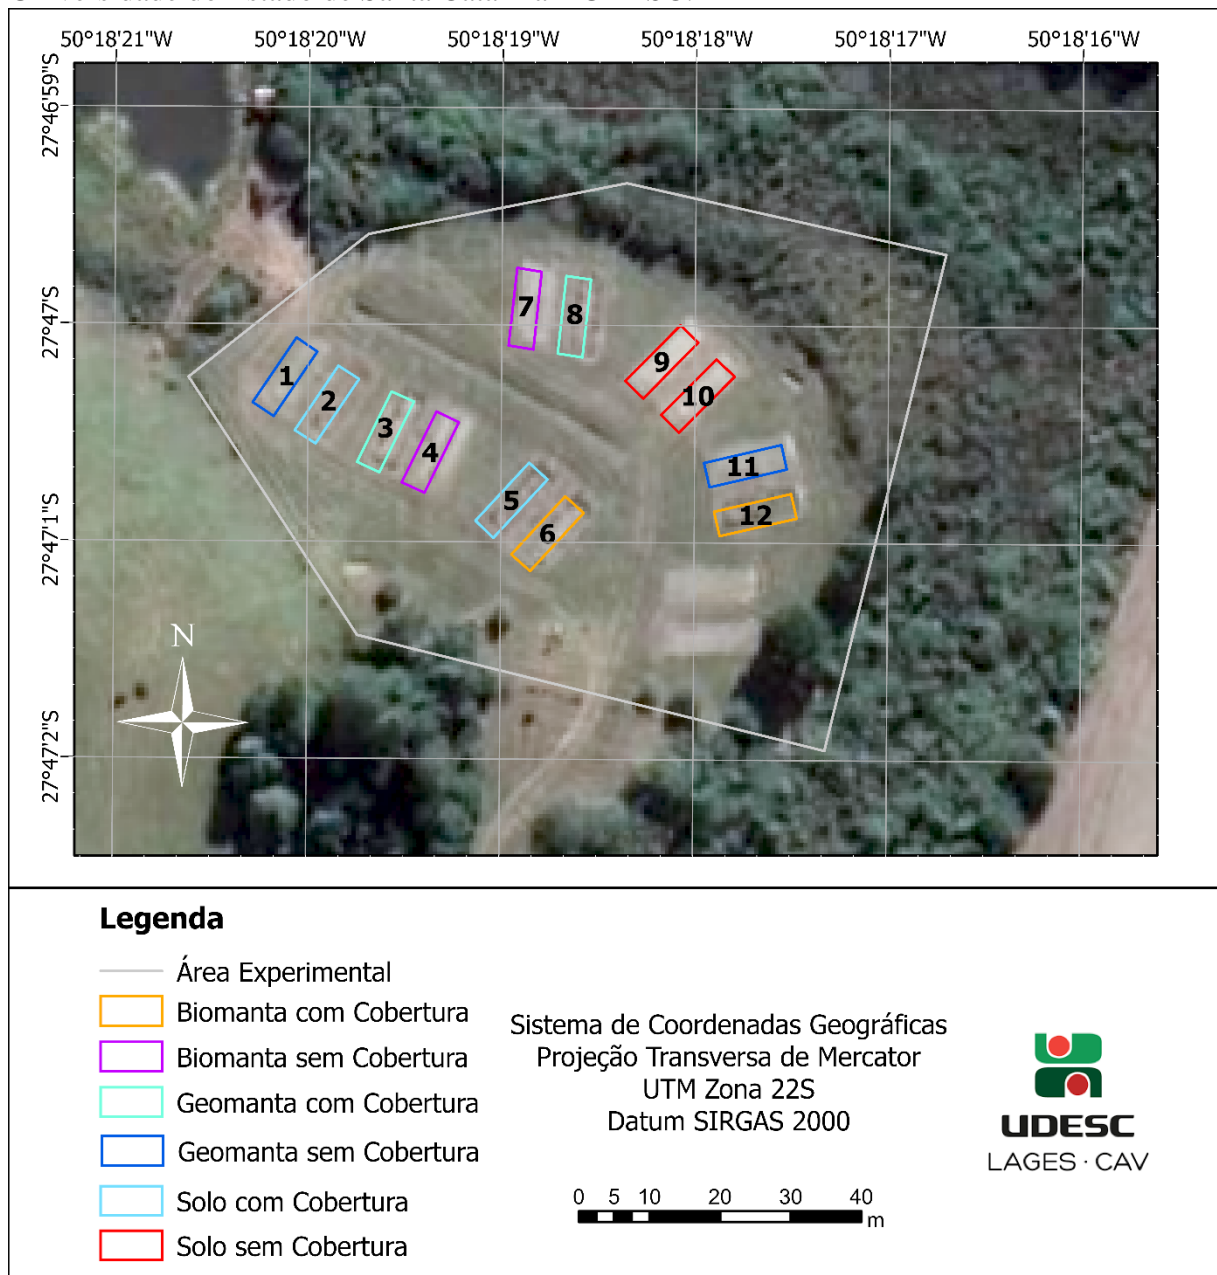 50°18'21"W 50°18'20"W 50°18'19"W 50°18'18"W 50°18'17"W 50°18'16"W
27°46'59"S
27°47'S
27°47'1"S
27°47'2"S
7
8
9
1
10
2
3
4
11
5
12
6
N
Legenda
Área Experimental
Biomanta com Cobertura
Biomanta sem Cobertura
Geomanta com Cobertura
Geomanta sem Cobertura
Solo com Cobertura
Solo sem Cobertura
Sistema de Coordenadas Geográficas
Projeção Transversa de Mercator
UTM Zona 22S
Datum SIRGAS 2000
0 5 10 20 30 40
m
UDESC
LAGES · CAV